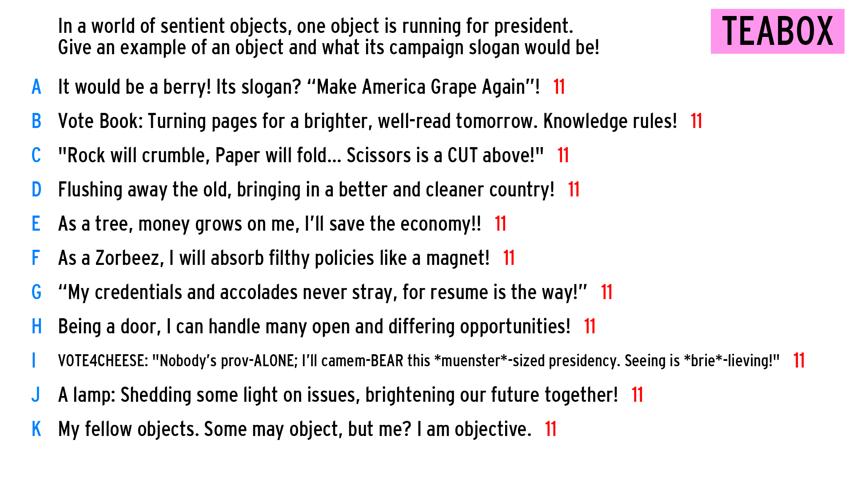 In a world of sentient objects, one object is running for president.
Give an example of an object and what its campaign slogan would be!
TEABOX
A It would be a berry! Its slogan? “Make America Grape Again”! 11
B Vote Book: Turning pages for a brighter, well-read tomorrow. Knowledge rules! 11
C "Rock will crumble, Paper will fold... Scissors is a CUT above!" 11
D Flushing away the old, bringing in a better and cleaner country! 11
E As a tree, money grows on me, I’ll save the economy!! 11
F As a Zorbeez, I will absorb filthy policies like a magnet! 11
G “My credentials and accolades never stray, for resume is the way!” 11
H Being a door, I can handle many open and differing opportunities! 11
I VOTE4CHEESE: "Nobody’s prov-ALONE; I’ll camem-BEAR this *muenster*-sized presidency. Seeing is *brie*-lieving!" 11
J A lamp: Shedding some light on issues, brightening our future together! 11
K My fellow objects. Some may object, but me? I am objective. 11